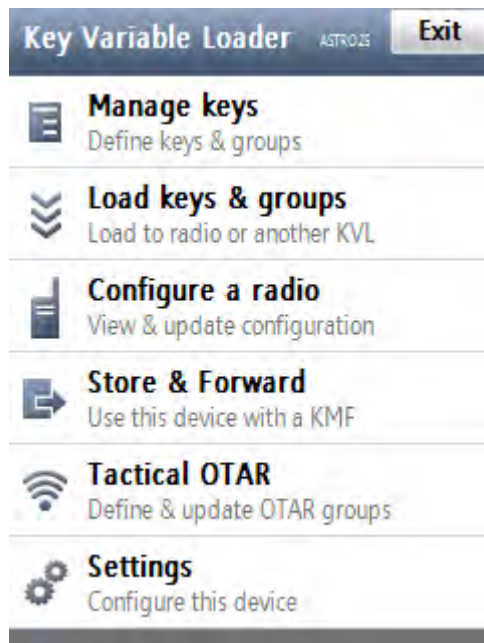 Key Variable Loader ASTRO25 Exit
Manage keys
Define keys & groups
Load keys & groups
Load to radio or another KVL
Configure a radio
View & update configuration
Store & Forward
Use this device with a KMF
Tactical OTAR
Define & update OTAR groups
Settings
Configure this device